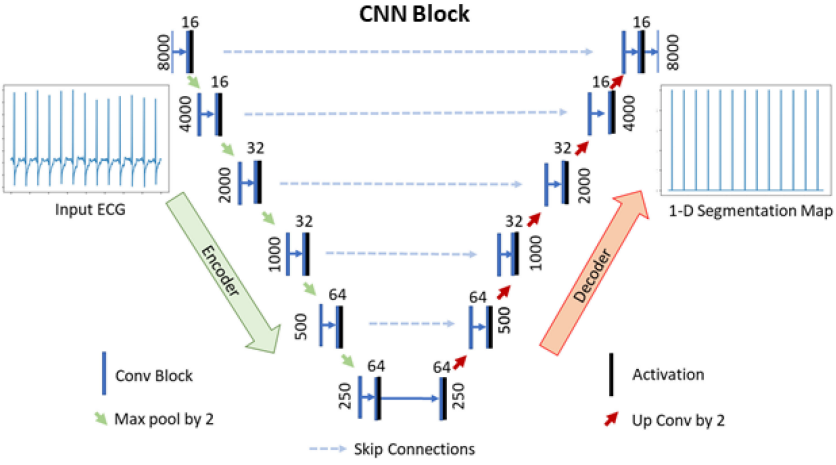 CNN Block
16
8000
16
4000
32
2000
32
1000
64
500
64
250
64
250
64
500
32
1000
32
2000
16
4000
16
8000
Input ECG
1-D Segmentation Map
Encoder
Decoder
Conv Block
Max pool by 2
Skip Connections
Activation
Up Conv by 2